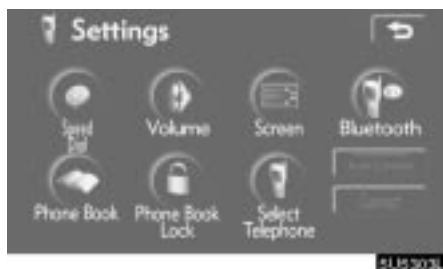 Settings
Speed
Dial
Volume
Screen
Bluetooth
Phone Book
Phone Book
Lock
Select
Telephone